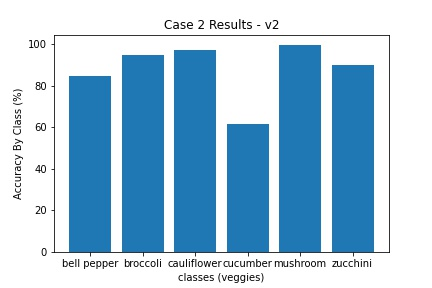 Case 2 Results - v2
100
80
60
40
20
0
Accuracy By Class (%)
bell pepper broccoli cauliflower cucumber mushroom zucchini
classes (veggies)